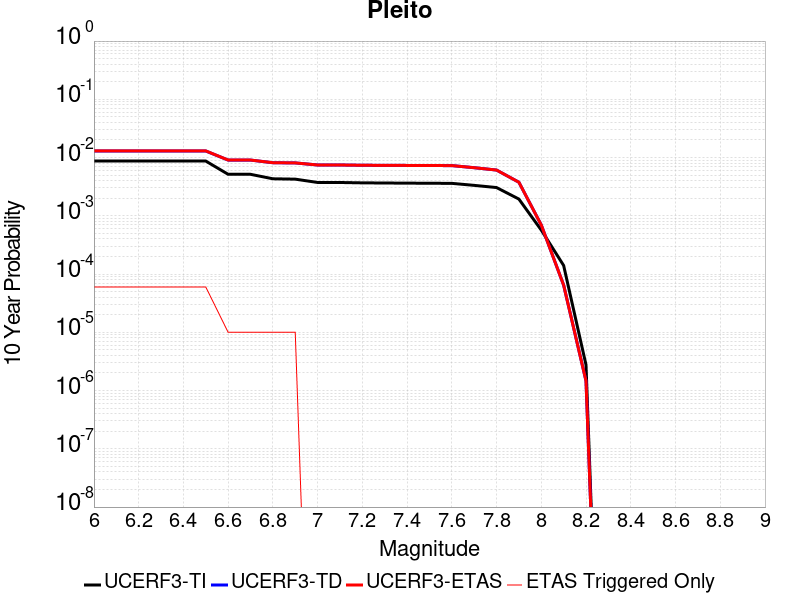 Pleito
10 0
10 -1
10 -2
10 -3
10 -4
10 -5
10 -6
10 -7
10 -8
10 Year Probability
6 6.2 6.4 6.6 6.8 7 7.2 7.4 7.6 7.8 8 8.2 8.4 8.6 8.8 9
Magnitude
UCERF3-TI UCERF3-TD UCERF3-ETAS ETAS Triggered Only